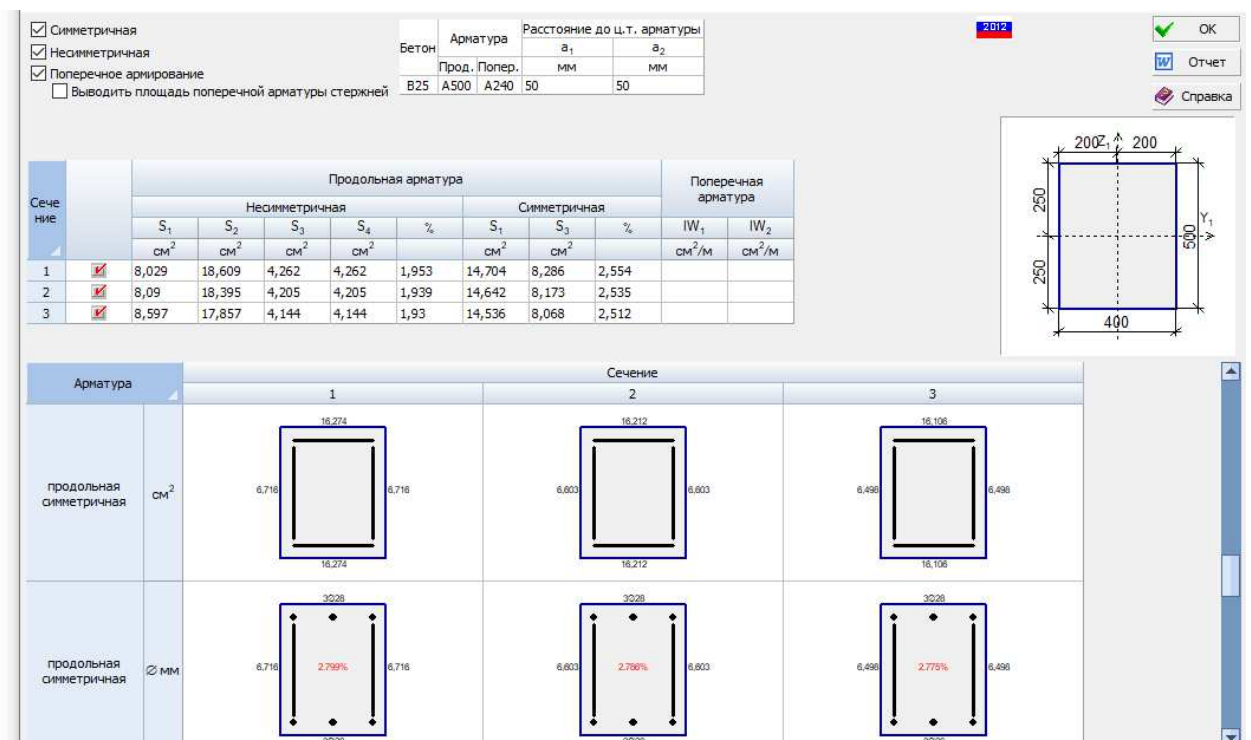 Симметричная
Несимметричная
Поперечное армирование
Выводить площадь поперечной арматуры стержней
Бетон Арматура Расстояние до ц.т. арматуры
a1 a2
Прод. Попер. мм мм
B25 A500 A240 50 50
2012
OK
Отчет
Справка
Сече
ние
Продольная арматура
Поперечная
арматура
Несимметричная Симметричная
S1 S2 S3 S4 % S1 S3 % IW1 IW2
см2 см2 см2 см2 см2 см2 см2/м см2/м
1 8,029 18,609 4,262 4,262 1,953 14,704 8,286 2,554
2 8,09 18,395 4,205 4,205 1,939 14,642 8,173 2,535
3 8,597 17,857 4,144 4,144 1,93 14,536 8,068 2,512
200 Z1 200
250
Y1
500
250
400
Арматура Сечение
1 2 3
продольная
симметричная
см2
16,274 16,212 16,106
6,716 6,716 6,603 6,603 6,498 6,498
16,274 16,212 16,106
продольная
симметричная
∅ мм
3∅28 3∅28 3∅28
6,716 2.799% 6,716 6,603 2.786% 6,603 6,498 2.775% 6,498